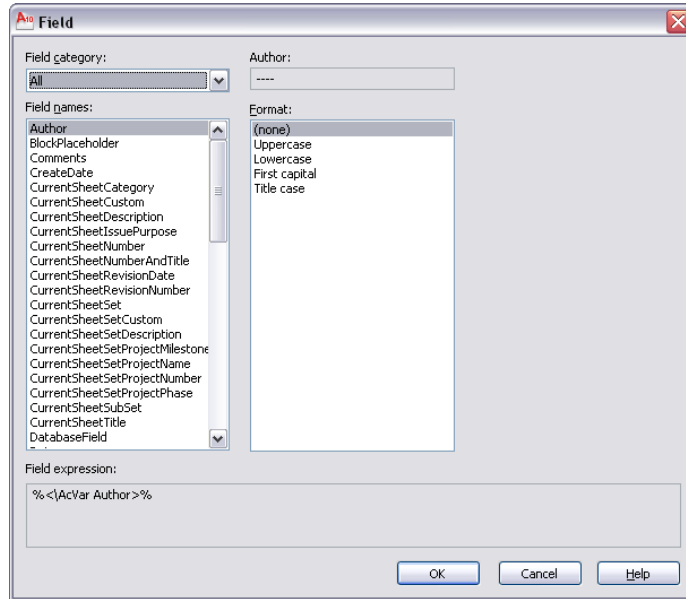 A10 Field
Field category:
All
Field names:
Author
BlockPlaceholder
Comments
CreateDate
CurrentSheetCategory
CurrentSheetCustom
CurrentSheetDescription
CurrentSheetIssuePurpose
CurrentSheetNumber
CurrentSheetNumberAndTitle
CurrentSheetRevisionDate
CurrentSheetRevisionNumber
CurrentSheetSet
CurrentSheetSetCustom
CurrentSheetSetDescription
CurrentSheetSetProjectMilestone
CurrentSheetSetProjectName
CurrentSheetSetProjectNumber
CurrentSheetSetProjectPhase
CurrentSheetSubSet
CurrentSheetTitle
DatabaseField
Author:
----
Format:
(none)
Uppercase
Lowercase
First capital
Title case
Field expression:
%<\AcVar Author>%
OK Cancel Help